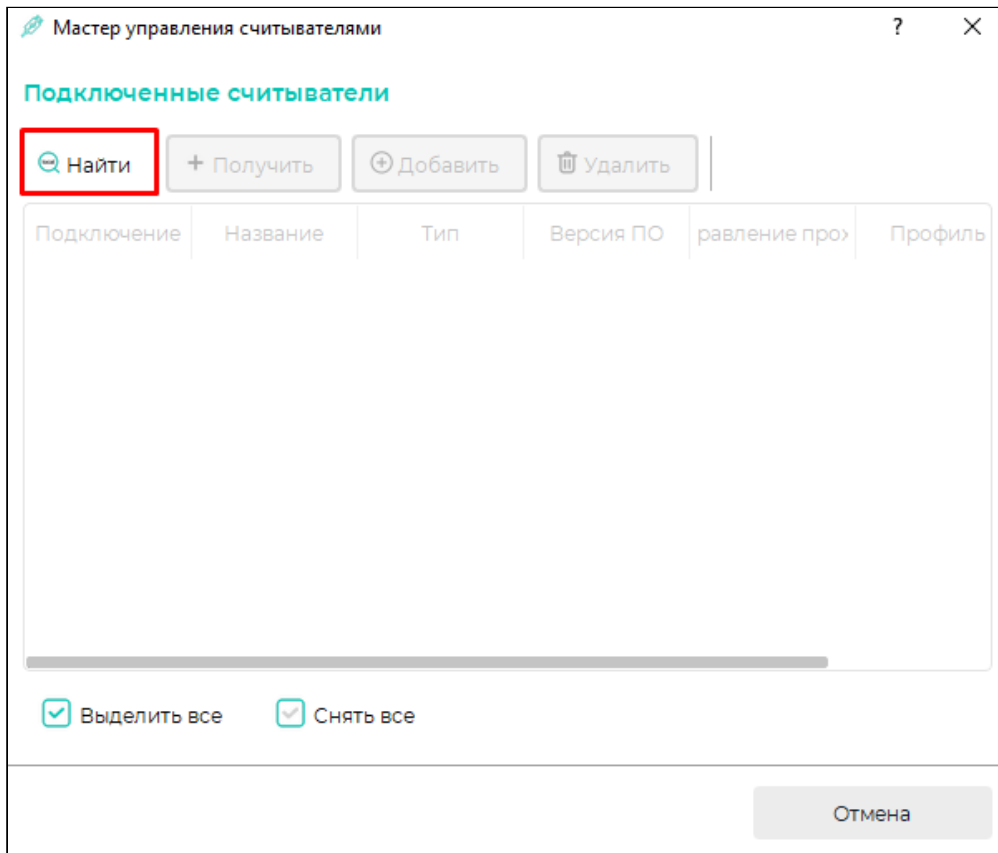 Мастер управления считывателями ?
Подключенные считыватели
Найти + Получить Добавить Удалить
Подключение Название Тип Версия ПО равление прох Профиль
Выделить все Снять все
Отмена